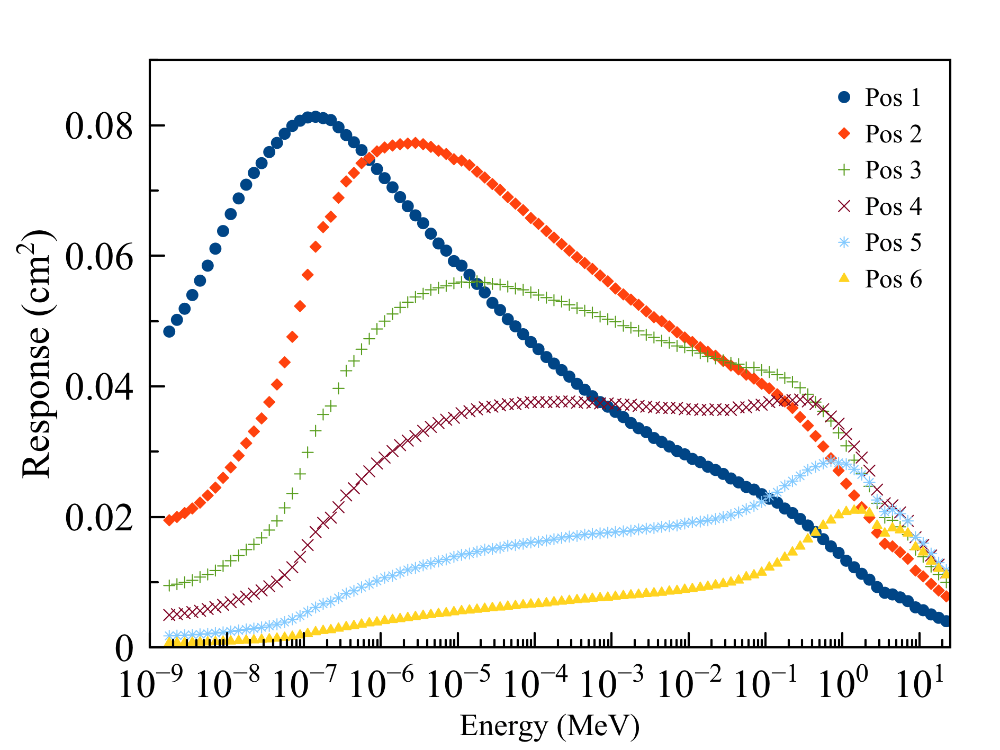 Pos 1
Pos 2
Pos 3
Pos 4
Pos 5
Pos 6
0.08
0.06
0.04
0.02
0
Response (cm²)
10⁻⁹ 10⁻⁸ 10⁻⁷ 10⁻⁶ 10⁻⁵ 10⁻⁴ 10⁻³ 10⁻² 10⁻¹ 10⁰ 10¹
Energy (MeV)